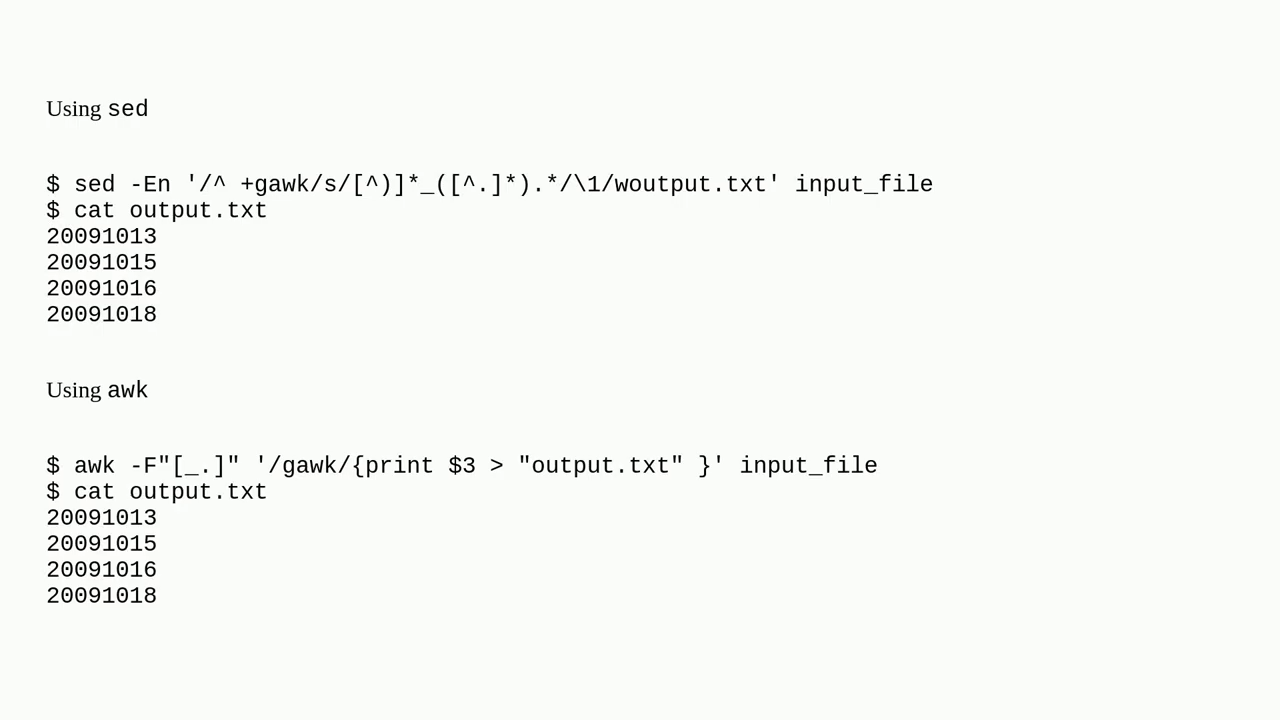 Using sed
$ sed -En '/^ +gawk/s/[^)]*_([^.]*).*/\1/woutput.txt' input_file
$ cat output.txt
20091013
20091015
20091016
20091018
Using awk
$ awk -F"[_.]" '/gawk/{print $3 > "output.txt" }' input_file
$ cat output.txt
20091013
20091015
20091016
20091018